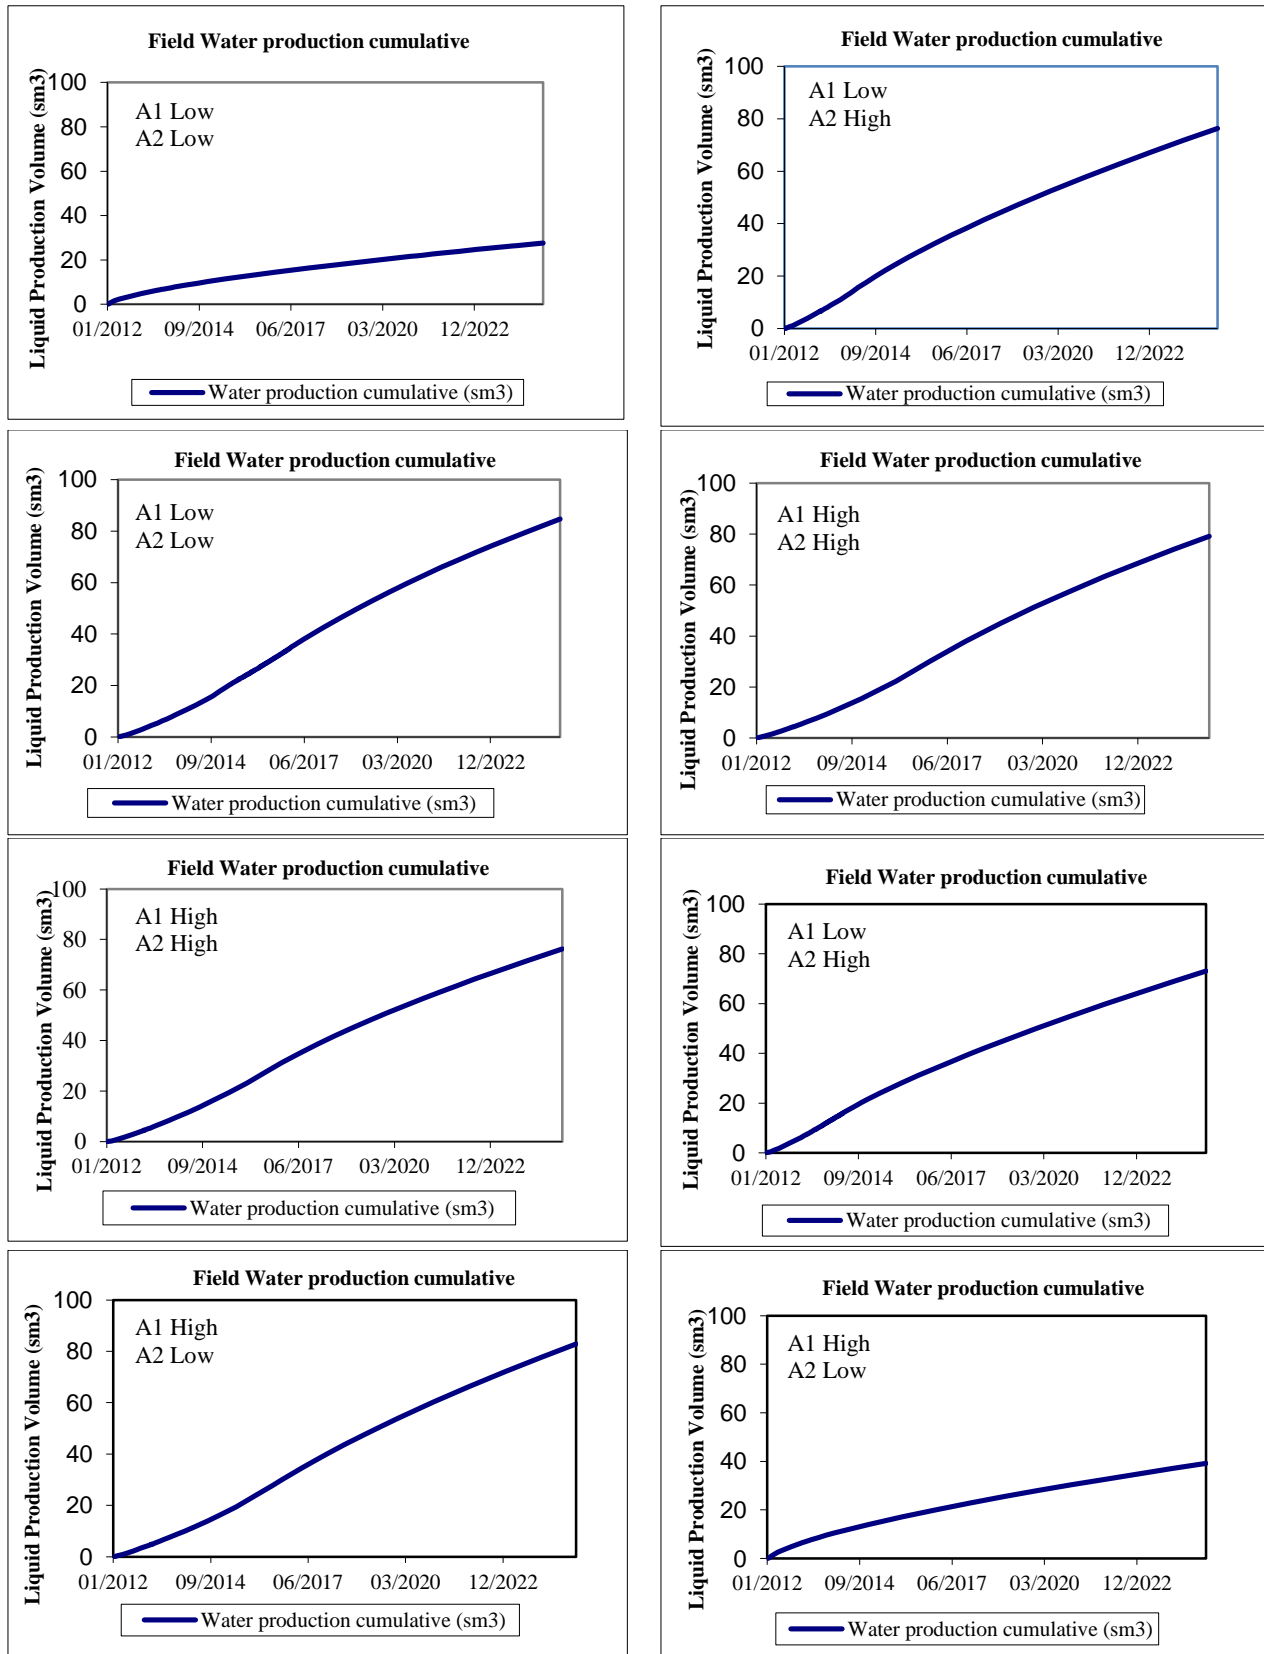 Field Water production cumulative
Liquid Production Volume (sm3)
100
80
60
40
20
0
A1 Low
A2 Low
01/2012 09/2014 06/2017 03/2020 12/2022
Water production cumulative (sm3)
Field Water production cumulative
Liquid Production Volume (sm3)
100
80
60
40
20
0
A1 Low
A2 High
01/2012 09/2014 06/2017 03/2020 12/2022
Water production cumulative (sm3)
Field Water production cumulative
Liquid Production Volume (sm3)
100
80
60
40
20
0
A1 Low
A2 Low
01/2012 09/2014 06/2017 03/2020 12/2022
Water production cumulative (sm3)
Field Water production cumulative
Liquid Production Volume (sm3)
100
80
60
40
20
0
A1 High
A2 High
01/2012 09/2014 06/2017 03/2020 12/2022
Water production cumulative (sm3)
Field Water production cumulative
Liquid Production Volume (sm3)
100
80
60
40
20
0
A1 High
A2 High
01/2012 09/2014 06/2017 03/2020 12/2022
Water production cumulative (sm3)
Field Water production cumulative
Liquid Production Volume (sm3)
100
80
60
40
20
0
A1 Low
A2 High
01/2012 09/2014 06/2017 03/2020 12/2022
Water production cumulative (sm3)
Field Water production cumulative
Liquid Production Volume (sm3)
100
80
60
40
20
0
A1 High
A2 Low
01/2012 09/2014 06/2017 03/2020 12/2022
Water production cumulative (sm3)
Field Water production cumulative
Liquid Production Volume (sm3)
100
80
60
40
20
0
A1 High
A2 Low
01/2012 09/2014 06/2017 03/2020 12/2022
Water production cumulative (sm3)